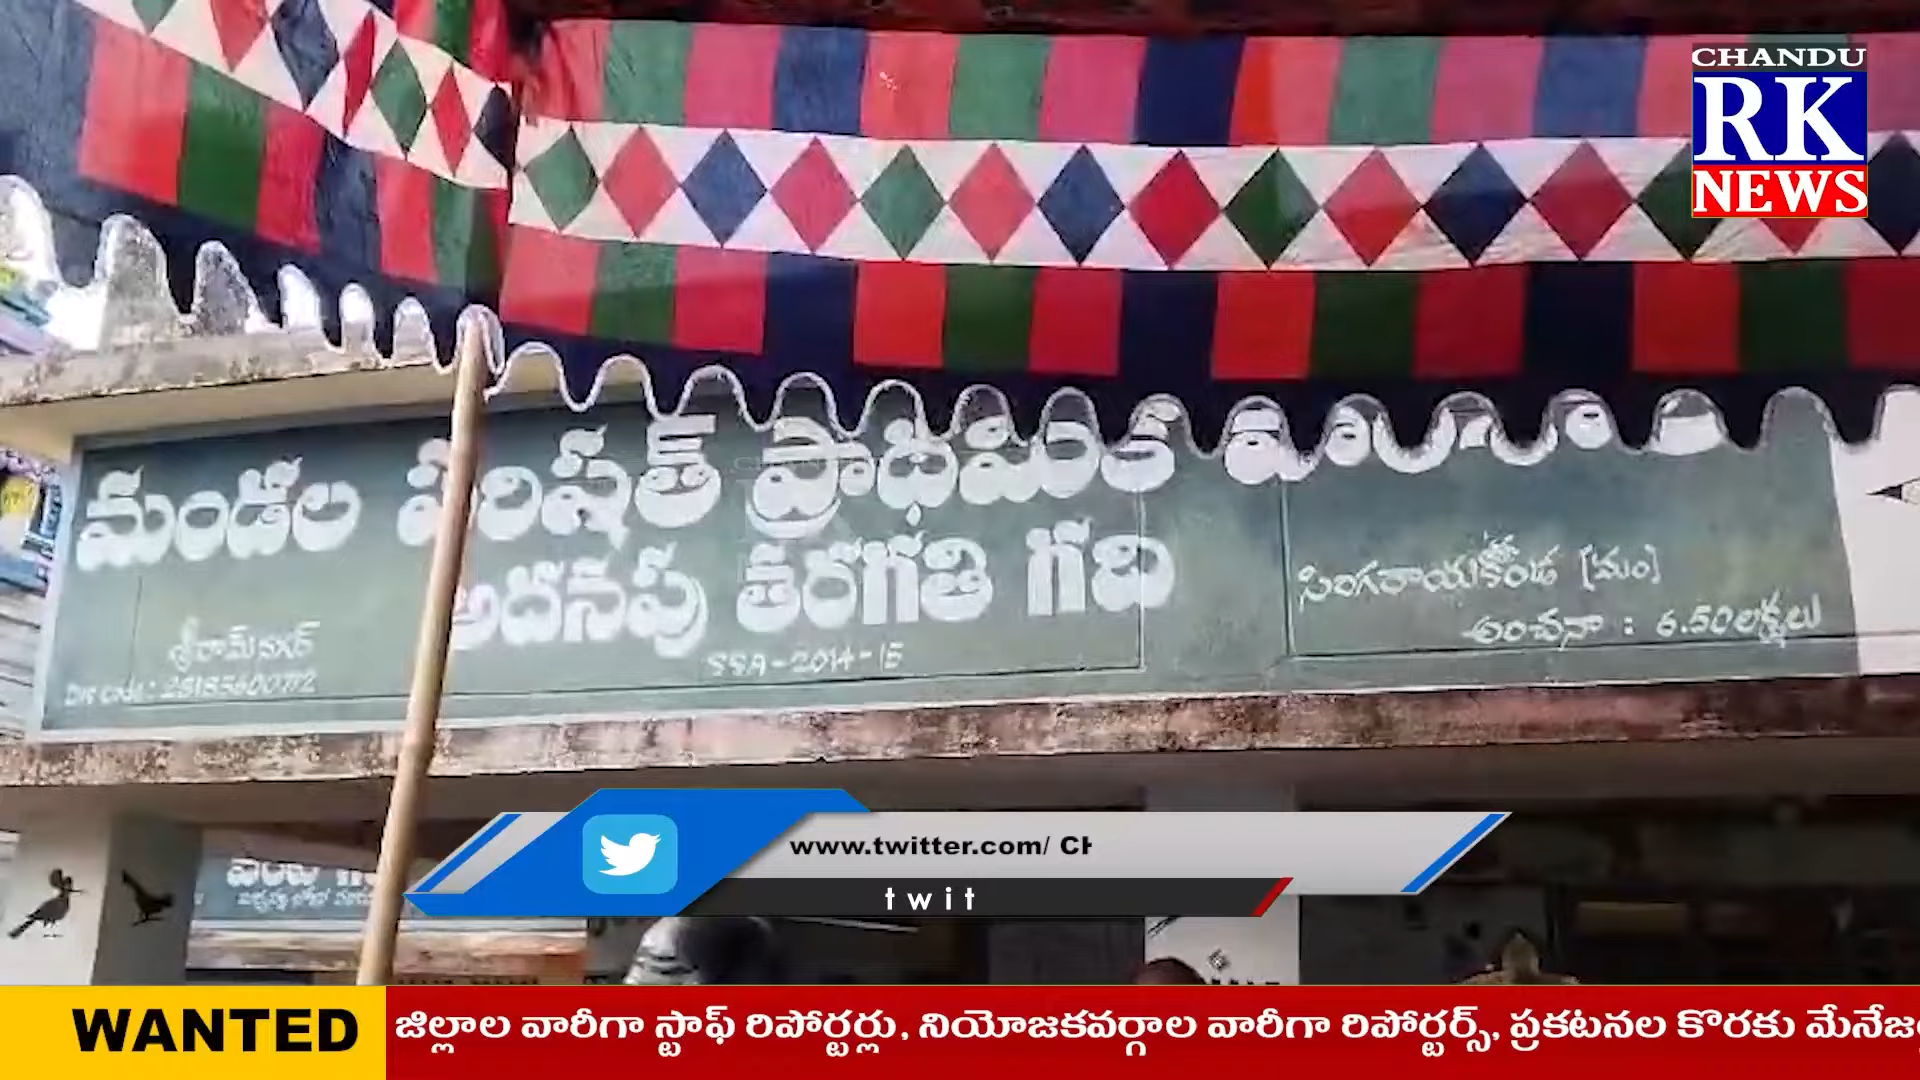 CHANDU
RK
NEWS
మండల పరిషత్ ప్రాథమిక
అదనపు తరగతి గది
సింగరాయకొండ [మం]
అంచనా : 6.50లక్షలు
శ్రీరామ్ నగర్
SSA-2014-15
www.twitter.com/ CH
twit
WANTED
జిల్లాల వారీగా స్టాఫ్ రిపోర్టర్లు, నియోజకవర్గాల వారీగా రిపోర్టర్స్, ప్రకటనల కొరకు